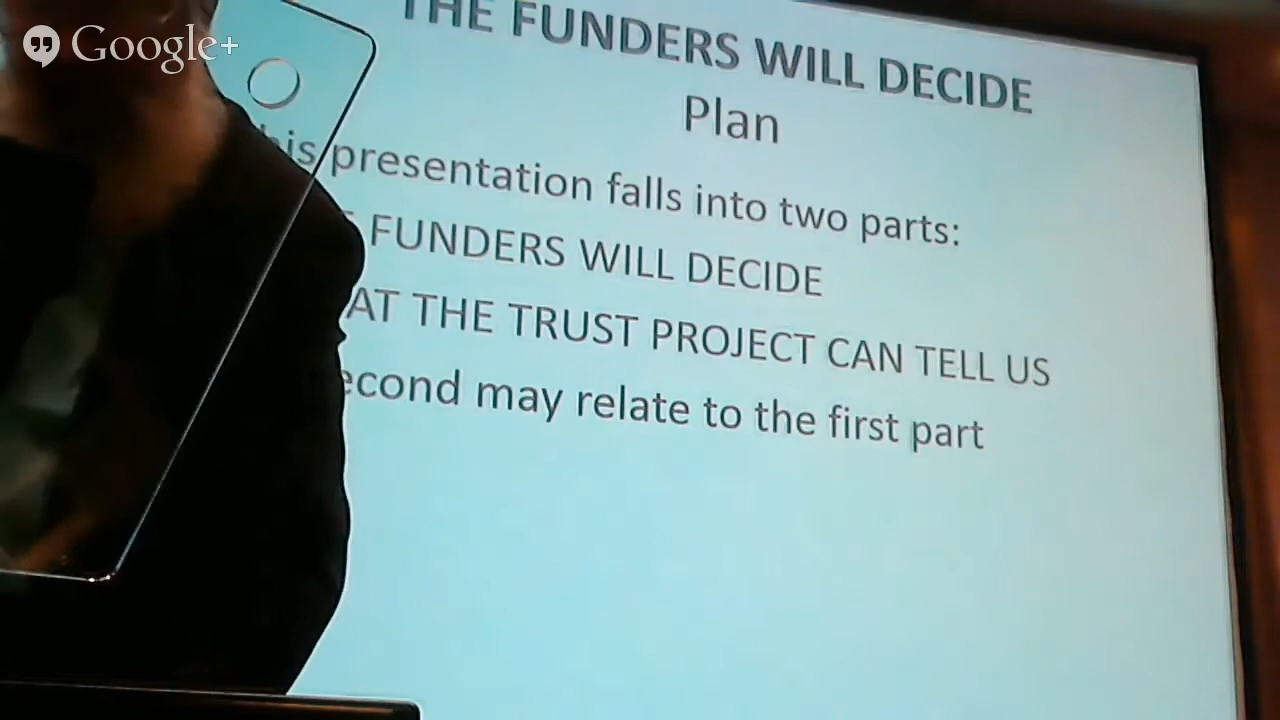 Google+
THE FUNDERS WILL DECIDE
Plan
his presentation falls into two parts:
FUNDERS WILL DECIDE
AT THE TRUST PROJECT CAN TELL US
econd may relate to the first part